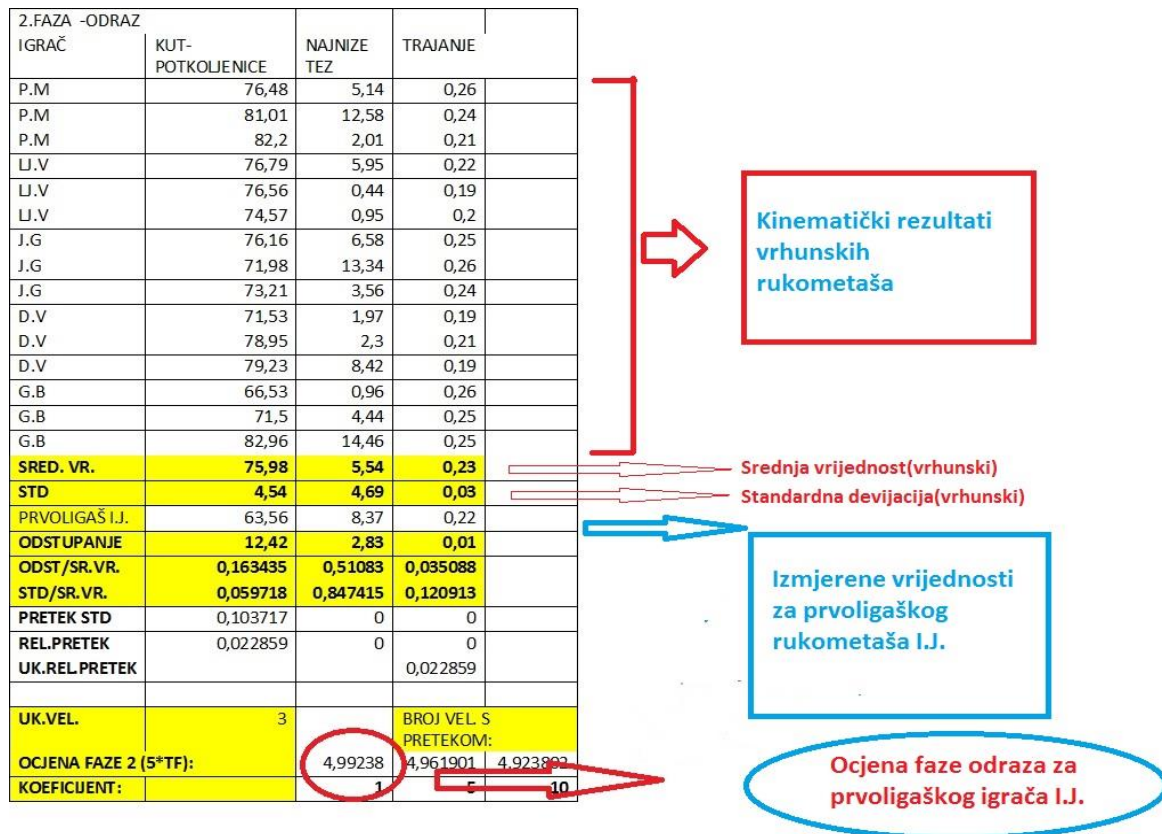 2.FAZA -ODRAZ
IGRAČ KUT- NAJNIZE TRAJANJE
POTKOLJENICE TEZ
P.M 76,48 5,14 0,26
P.M 81,01 12,58 0,24
P.M 82,2 2,01 0,21
LJ.V 76,79 5,95 0,22
LJ.V 76,56 0,44 0,19
LJ.V 74,57 0,95 0,2
J.G 76,16 6,58 0,25
J.G 71,98 13,34 0,26
J.G 73,21 3,56 0,24
D.V 71,53 1,97 0,19
D.V 78,95 2,3 0,21
D.V 79,23 8,42 0,19
G.B 66,53 0,96 0,26
G.B 71,5 4,44 0,25
G.B 82,96 14,46 0,25
SRED. VR. 75,98 5,54 0,23
STD 4,54 4,69 0,03
PRVOLIGAŠ I.J. 63,56 8,37 0,22
ODSTUPANJE 12,42 2,83 0,01
ODST/SR.VR. 0,163435 0,51083 0,035088
STD/SR.VR. 0,059718 0,847415 0,120913
PRETEK STD 0,103717 0 0
REL.PRETEK 0,022859 0 0
UK.REL.PRETEK 0,022859
UK.VEL. 3 BROJ VEL. S
PRETEKOM:
OCJENA FAZE 2 (5*TF): 4,99238 4,961901
KOEFICIJENT: 1 10
Kinematički rezultati
vrhunskih
rukometaša
Srednja vrijednost(vrhunski)
Standardna devijacija(vrhunski)
Izmjerene vrijednosti
za prvoligaškog
rukometaša I.J.
Ocjena faze odraza za
prvoligaškog igrača I.J.